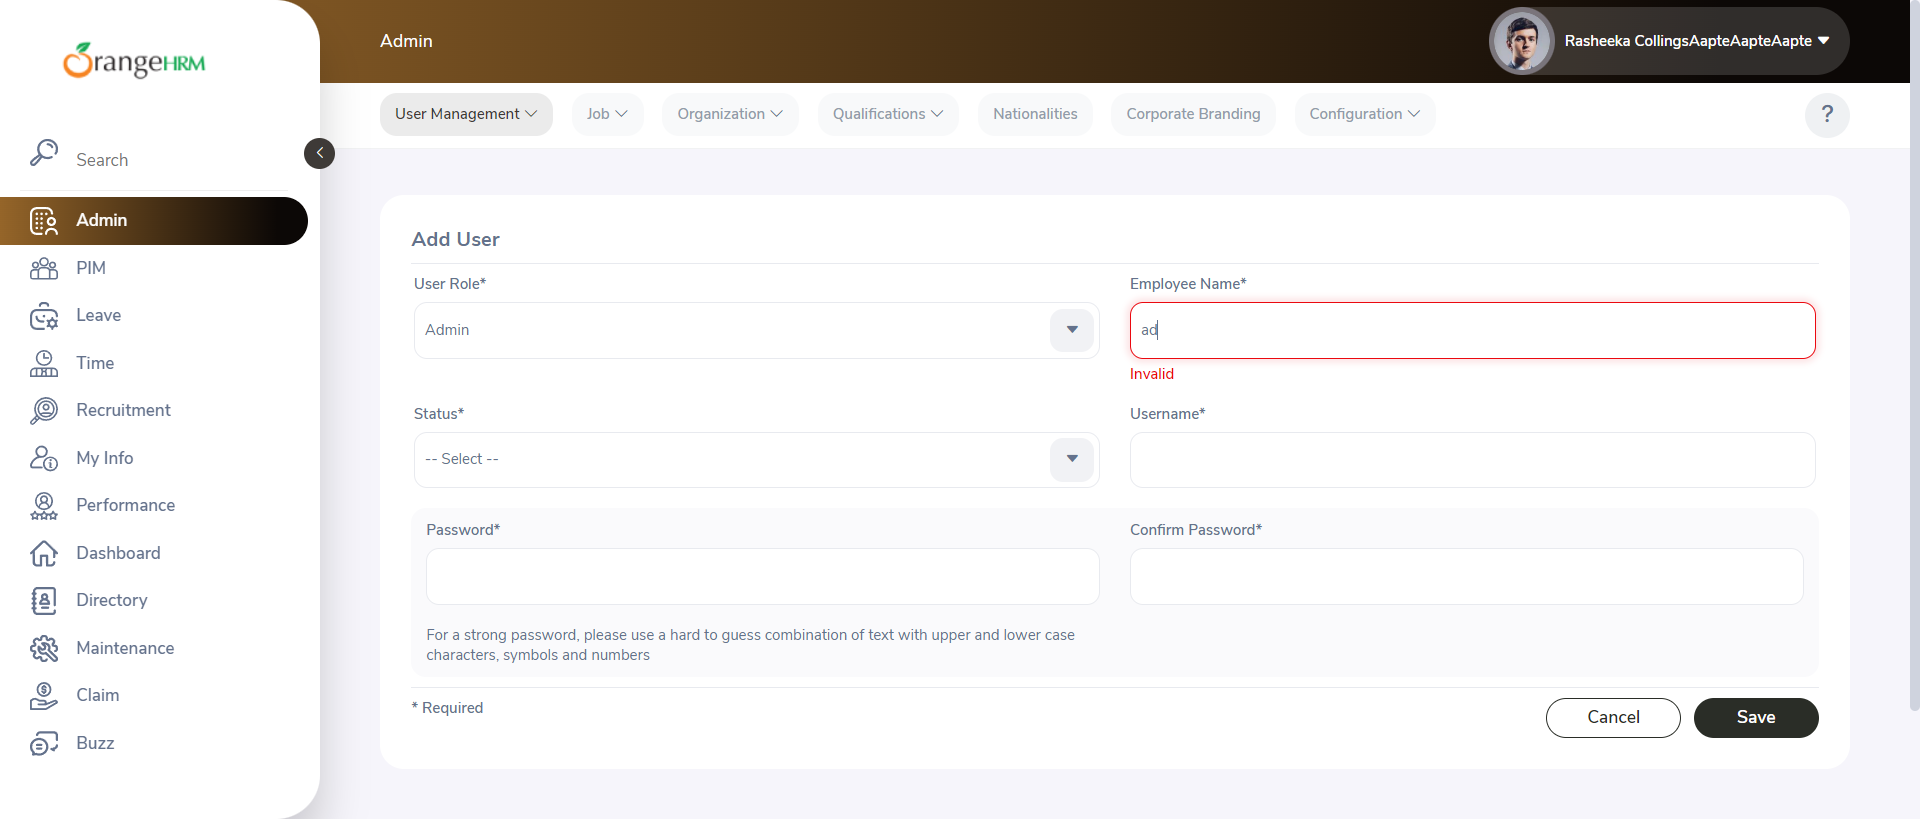 OrangeHRM
Admin
Rasheeka CollingsAapteAapteAapte
User Management
Job
Organization
Qualifications
Nationalities
Corporate Branding
Configuration
?
Search
Admin
PIM
Leave
Time
Recruitment
My Info
Performance
Dashboard
Directory
Maintenance
Claim
Buzz
Add User
User Role*
Admin
Employee Name*
ad
Invalid
Status*
-- Select --
Username*
Password*
Confirm Password*
For a strong password, please use a hard to guess combination of text with upper and lower case
characters, symbols and numbers
* Required
Cancel
Save